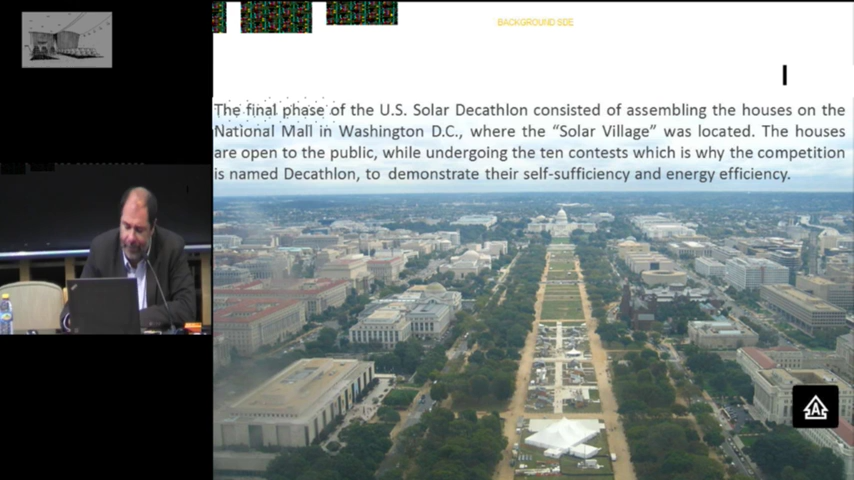 BACKGROUND SDE
The final phase of the U.S. Solar Decathlon consisted of assembling the houses on the
National Mall in Washington D.C., where the “Solar Village” was located. The houses
are open to the public, while undergoing the ten contests which is why the competition
is named Decathlon, to demonstrate their self-sufficiency and energy efficiency.